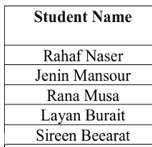 Student Name
Rahaf Naser
Jenin Mansour
Rana Musa
Layan Burait
Sireen Beearat